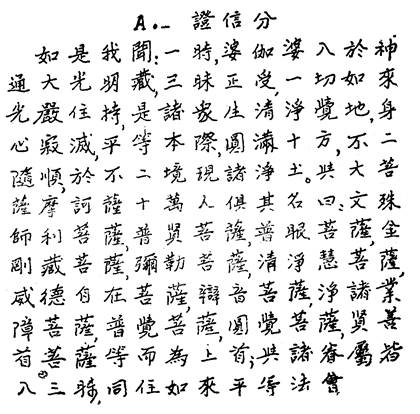 A.— 證信分
如是我聞:一時,婆伽婆入於神
通大光明藏,三昧正受,一切如來
光嚴住持,是諸衆生清淨覺地,身
心寂滅,平等本際,圓滿十方,不二
隨順,於不二境現諸淨土。與大菩
薩摩訶薩十萬人俱,其名曰:文殊
師利菩薩,普賢菩薩,普眼菩薩,金
剛藏菩薩,彌勒菩薩,清淨慧菩薩,
威德自在菩薩,辯音菩薩,淨諸業
障菩薩,普覺菩薩,圓覺菩薩,賢善
首菩薩等而為上首;與諸眷屬皆
入三昧,同住如來平等法會。